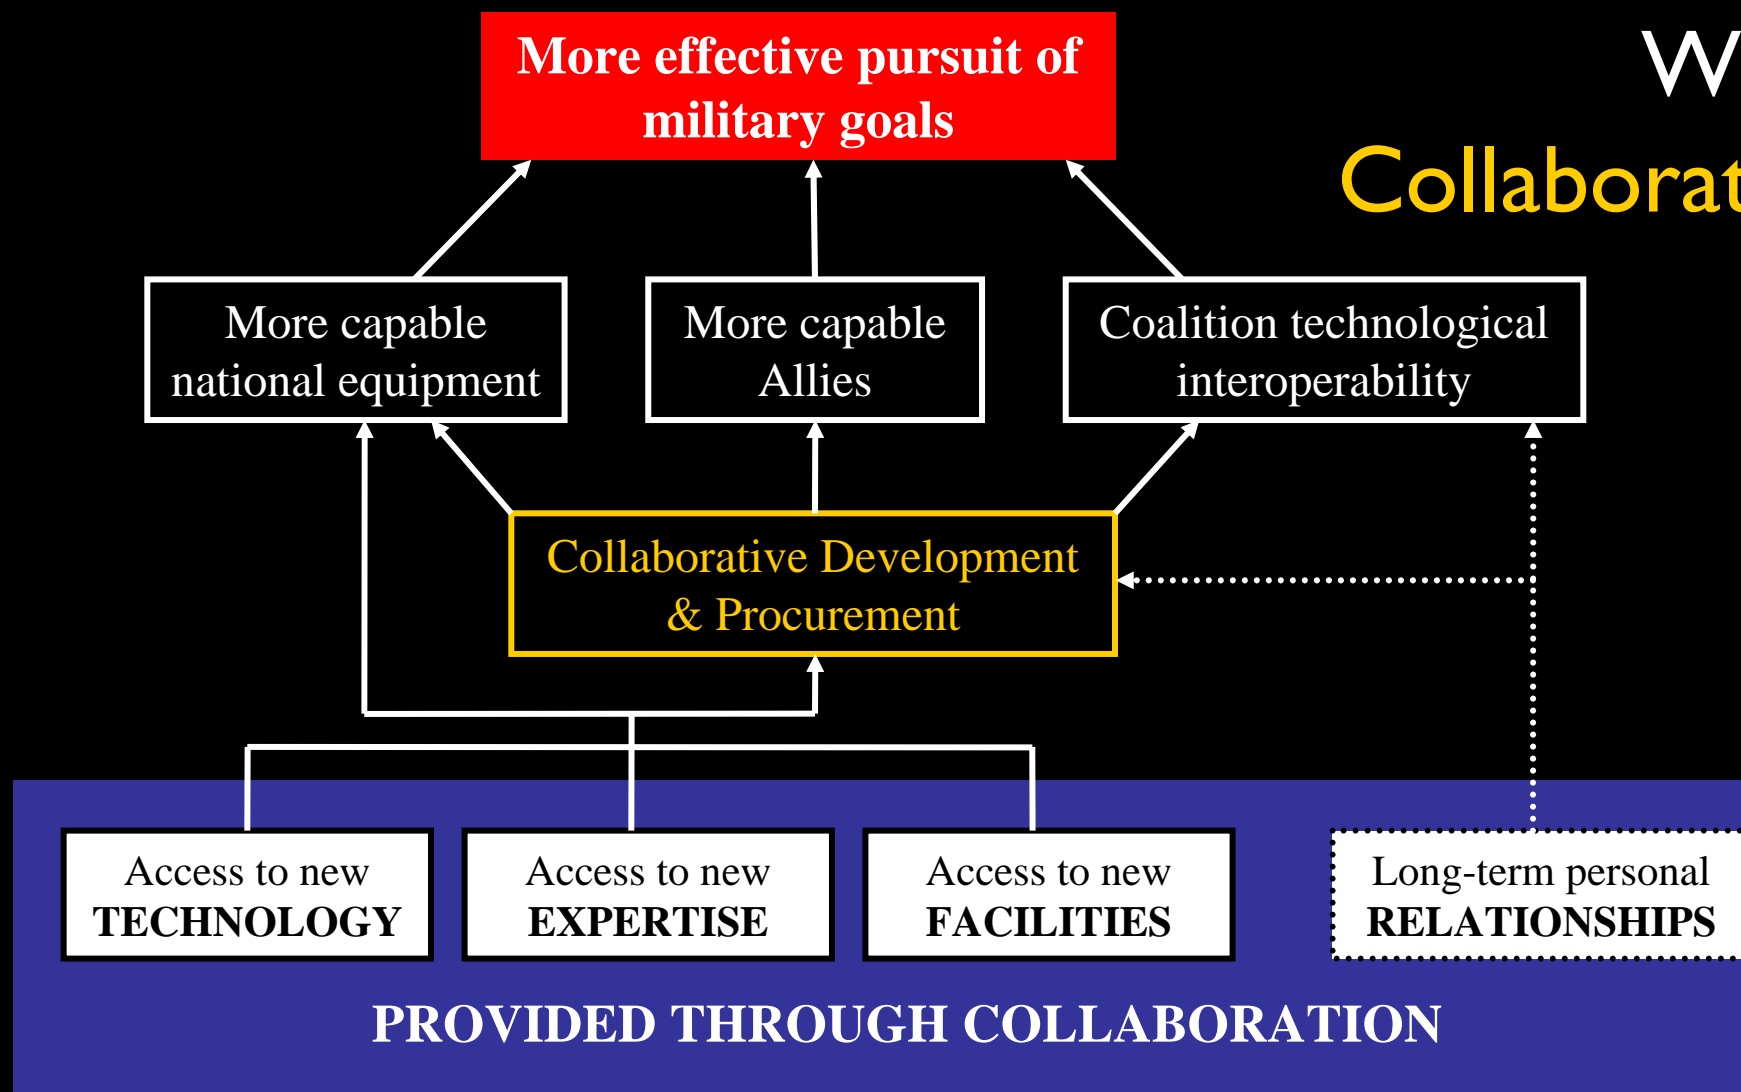 More effective pursuit of
military goals
Collaborat
More capable
national equipment
More capable
Allies
Coalition technological
interoperability
Collaborative Development
& Procurement
Access to new
TECHNOLOGY
Access to new
EXPERTISE
Access to new
FACILITIES
Long-term personal
RELATIONSHIPS
PROVIDED THROUGH COLLABORATION